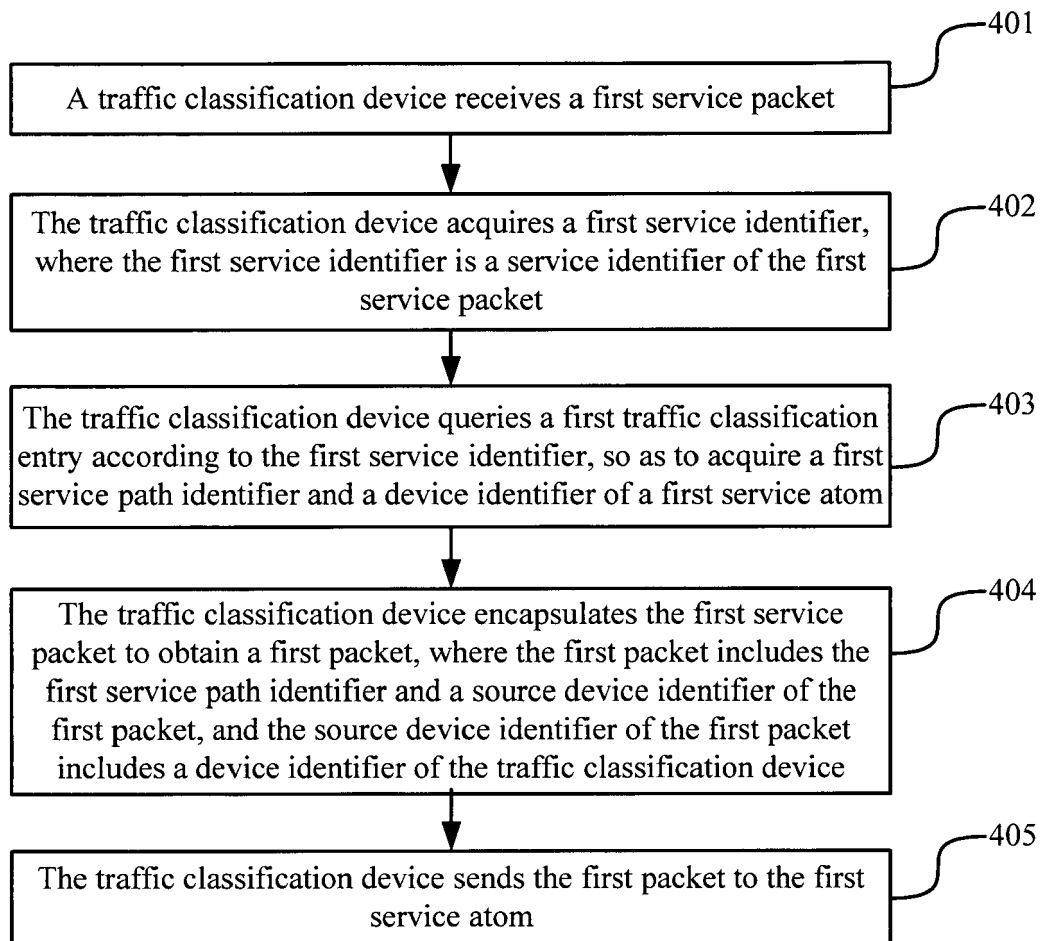 401
A traffic classification device receives a first service packet
402
The traffic classification device acquires a first service identifier,
where the first service identifier is a service identifier of the first
service packet
403
The traffic classification device queries a first traffic classification
entry according to the first service identifier, so as to acquire a first
service path identifier and a device identifier of a first service atom
404
The traffic classification device encapsulates the first service
packet to obtain a first packet, where the first packet includes the
first service path identifier and a source device identifier of the
first packet, and the source device identifier of the first packet
includes a device identifier of the traffic classification device
405
The traffic classification device sends the first packet to the first
service atom